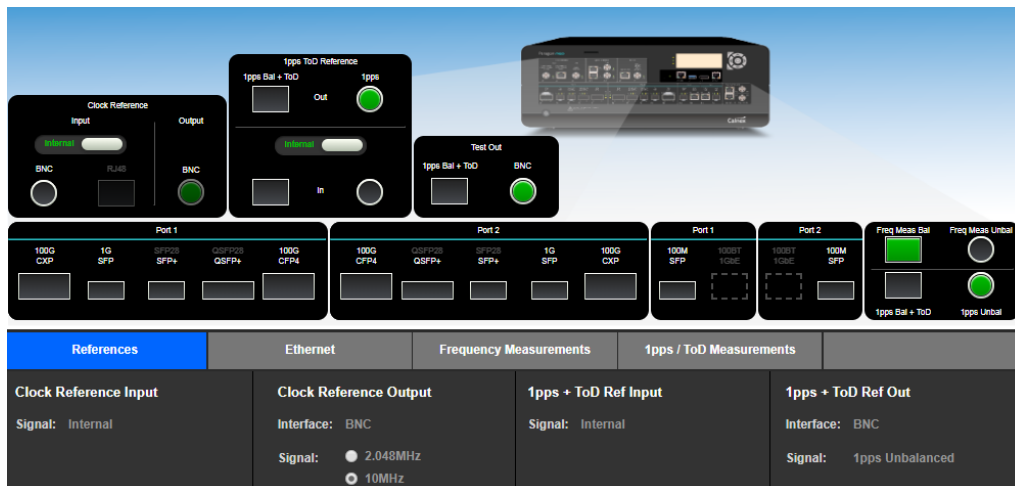 1pps ToD Reference
1pps Bal + ToD
1pps
Out
Internal
In
Clock Reference
Input
Output
Internal
BNC
RJ48
BNC
Test Out
1pps Bal + ToD
BNC
Calnex
Port 1
100G
CXP
1G
SFP
SFP28
SFP+
QSFP28
QSFP+
100G
CFP4
Port 2
100G
CFP4
QSFP28
QSFP+
SFP28
SFP+
1G
SFP
100G
CXP
Port 1
100M
SFP
100BT
1GbE
Port 2
100BT
1GbE
100M
SFP
Freq Meas Bal
Freq Meas Unbal
1pps Bal + ToD
1pps Unbal
References
Ethernet
Frequency Measurements
1pps / ToD Measurements
Clock Reference Input
Signal: Internal
Clock Reference Output
Interface: BNC
Signal: 2.048MHz
10MHz
1pps + ToD Ref Input
Signal: Internal
1pps + ToD Ref Out
Interface: BNC
Signal: 1pps Unbalanced